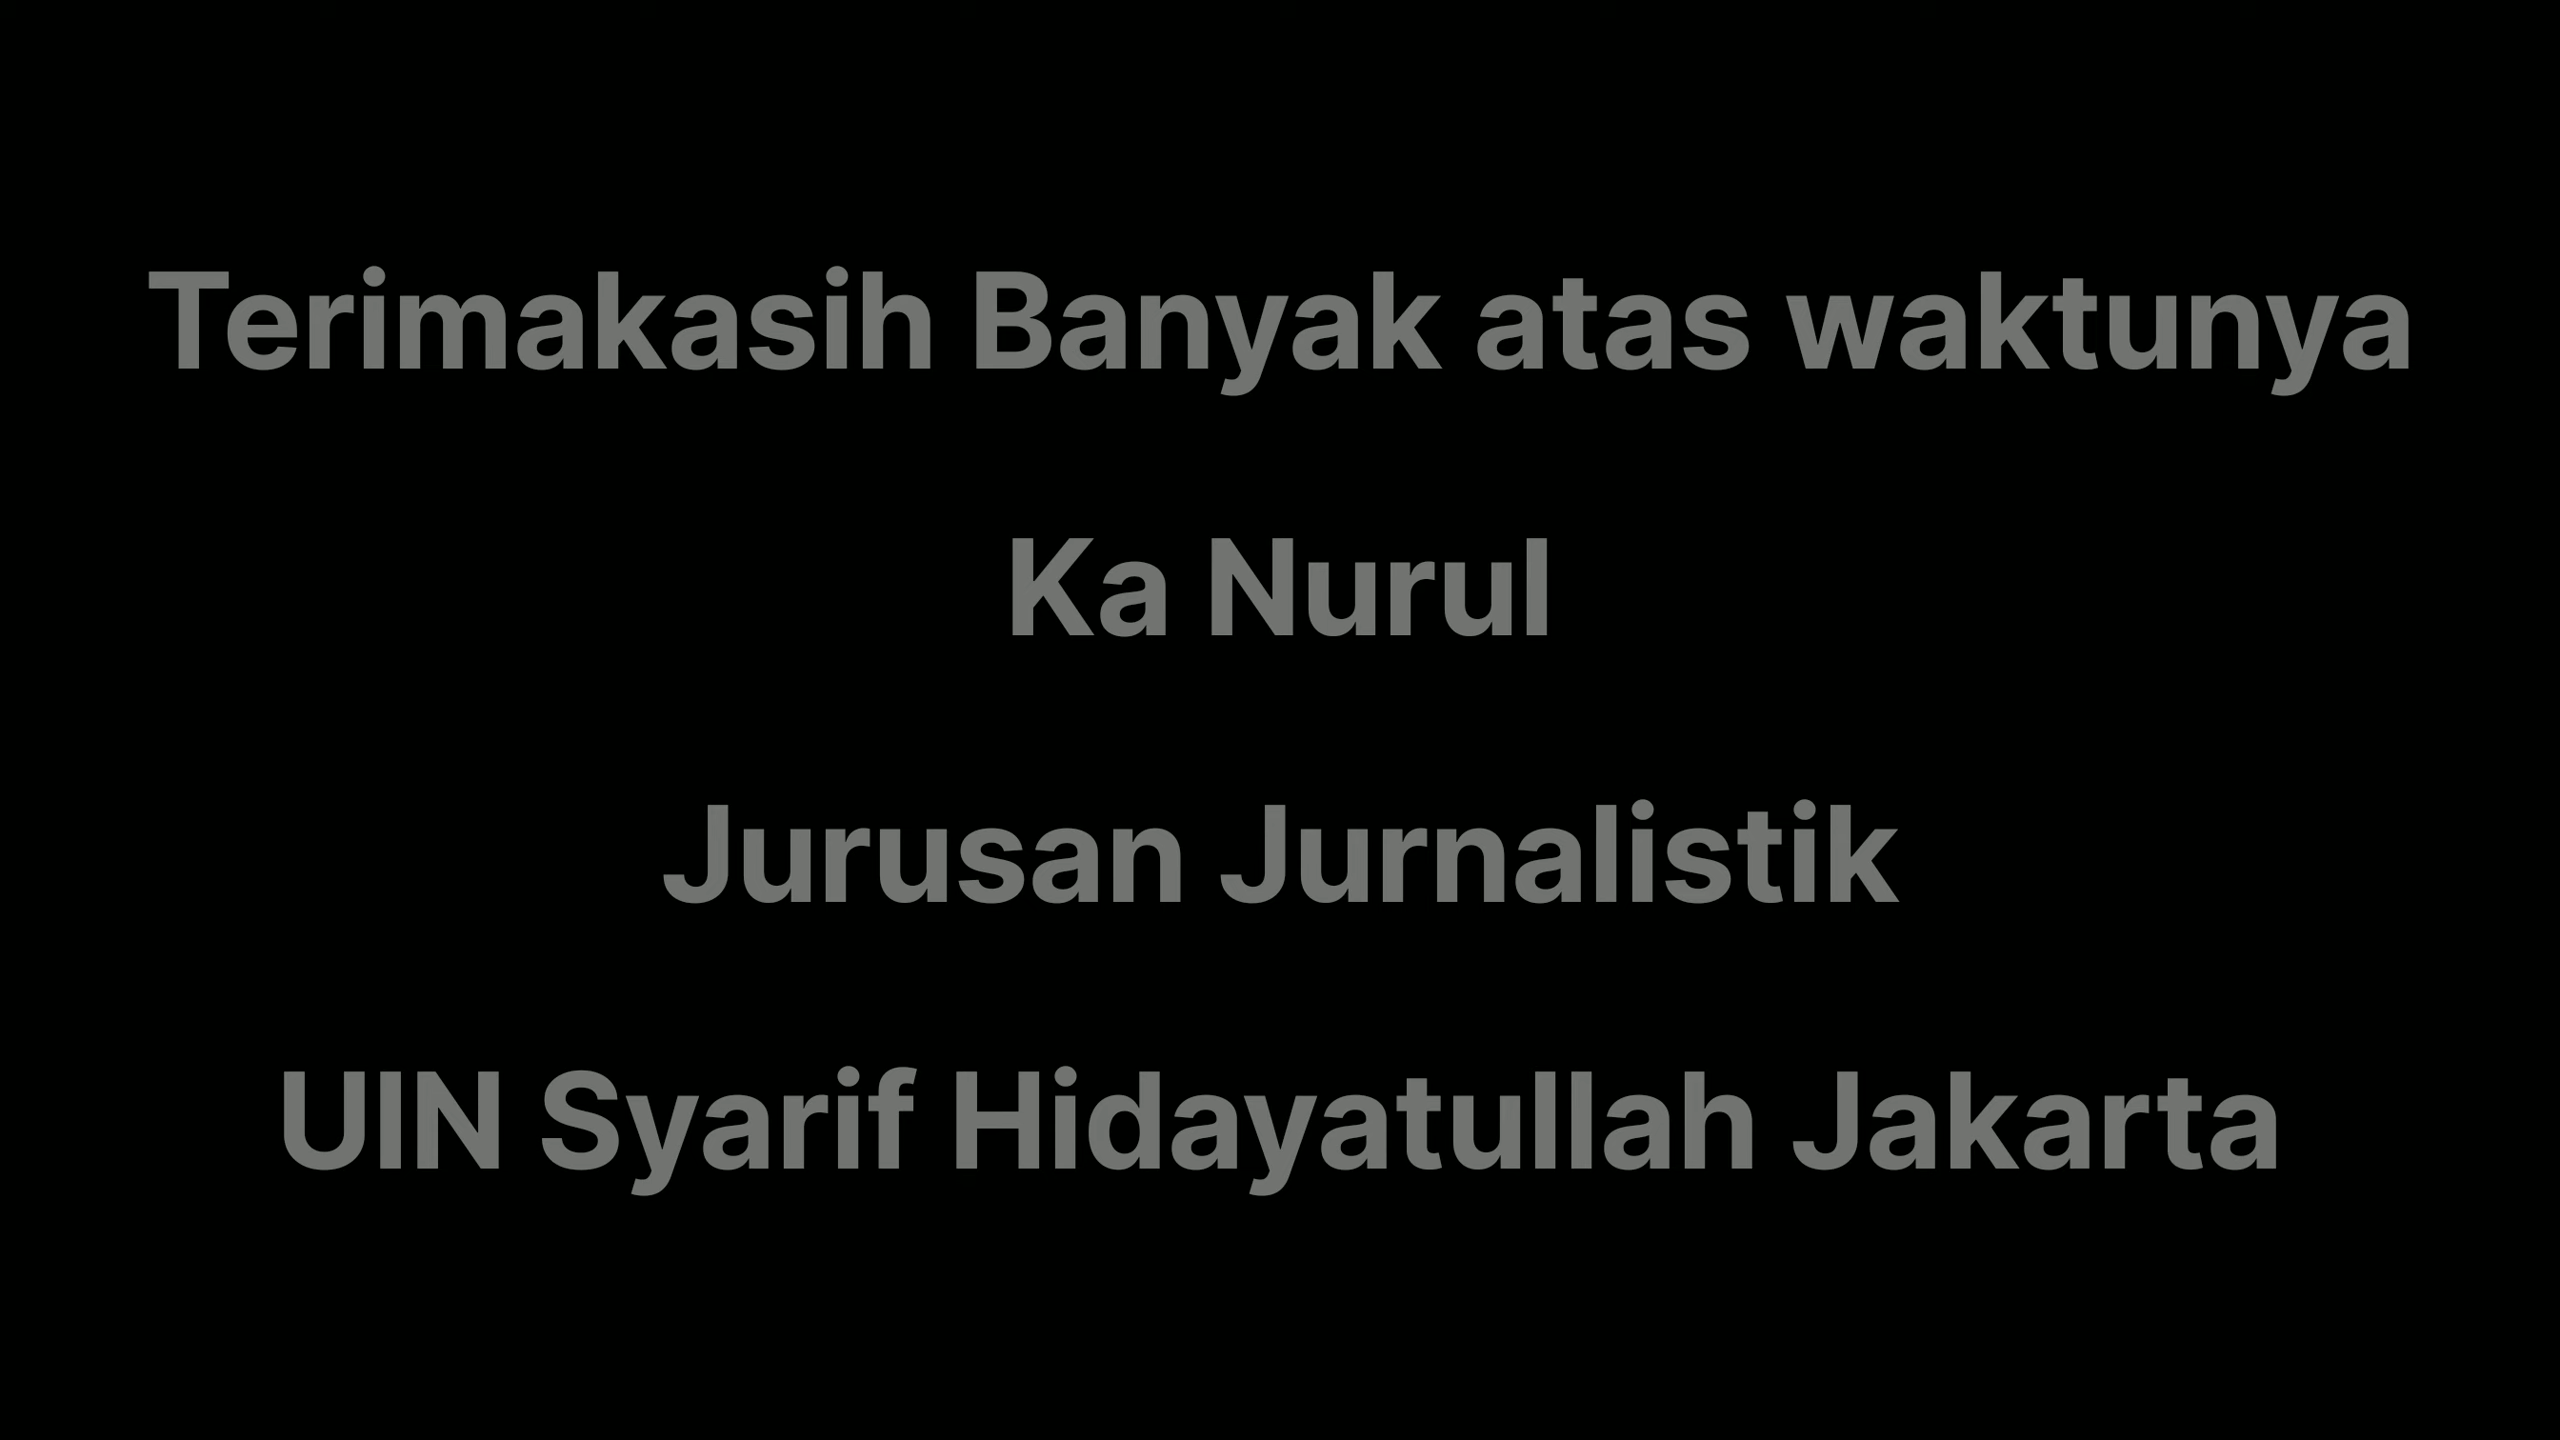 Terimakasih Banyak atas waktunya
Ka Nurul
Jurusan Jurnalistik
UIN Syarif Hidayatullah Jakarta